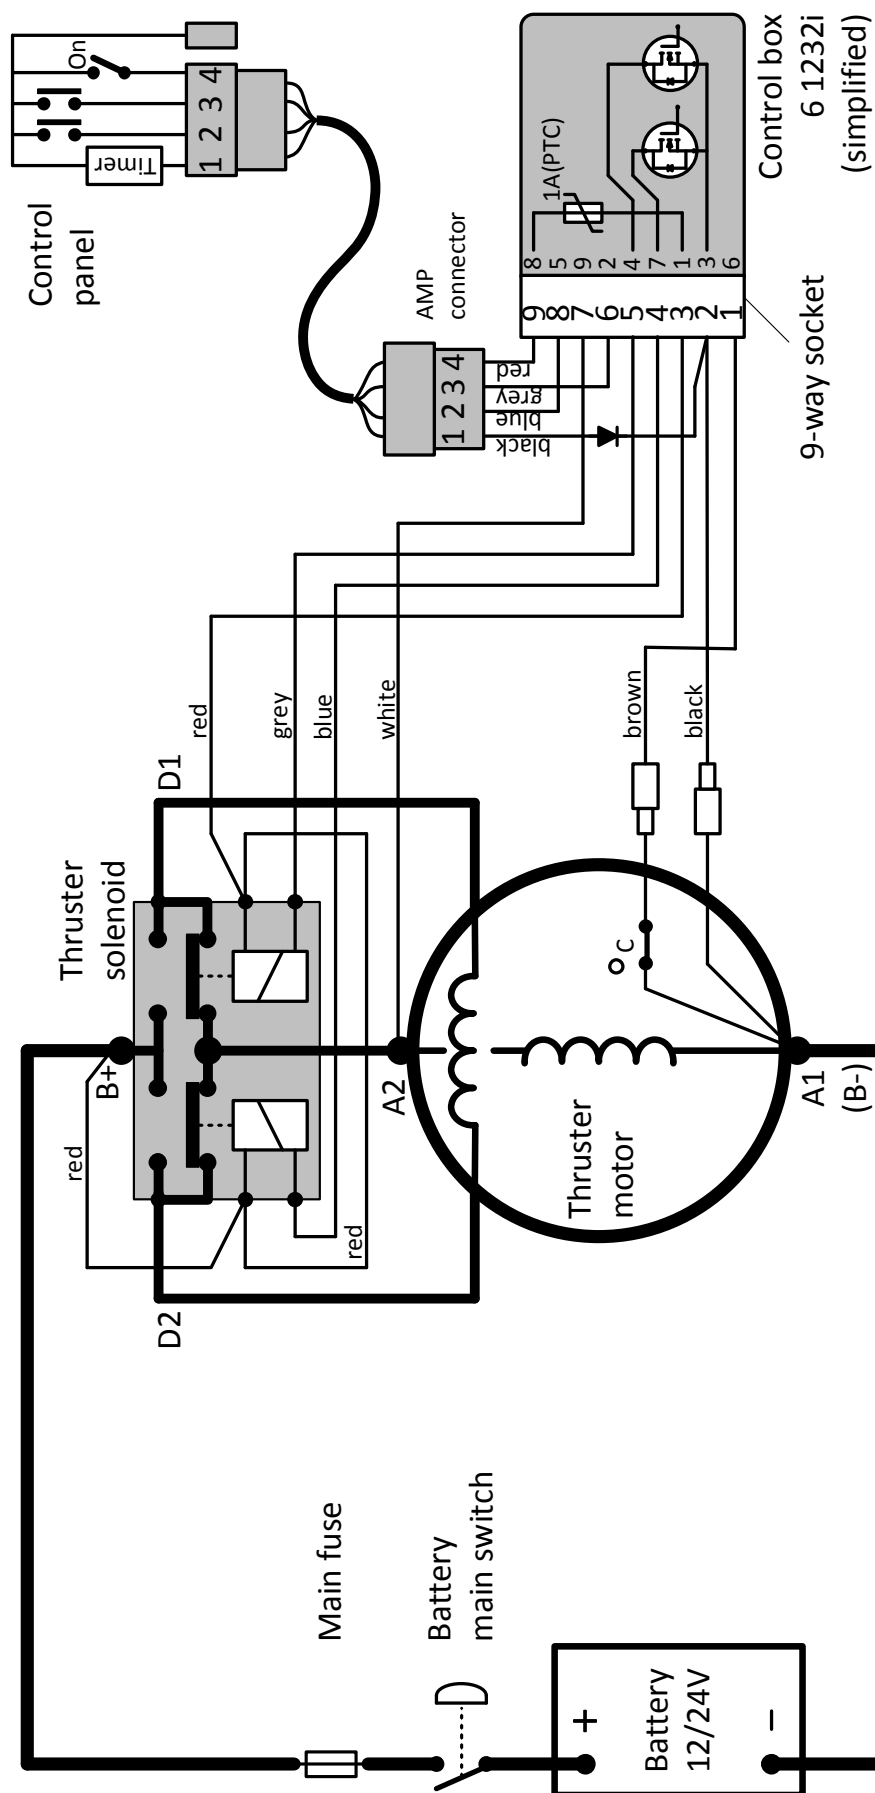 Control
panel
Timer
On
1 2 3 4
AMP
connector
1 2 3 4
black
blue
grey
red
Control box
6 1232i
(simplified)
1A(PTC)
8
5
9
2
4
7
1
3
6
9
8
7
6
5
4
3
2
1
9-way socket
Thruster
solenoid
D1
D2
B+
red
red
red
grey
blue
white
brown
black
A2
°C
Thruster
motor
A1
(B-)
Main fuse
Battery
main switch
+
Battery
12/24V
−